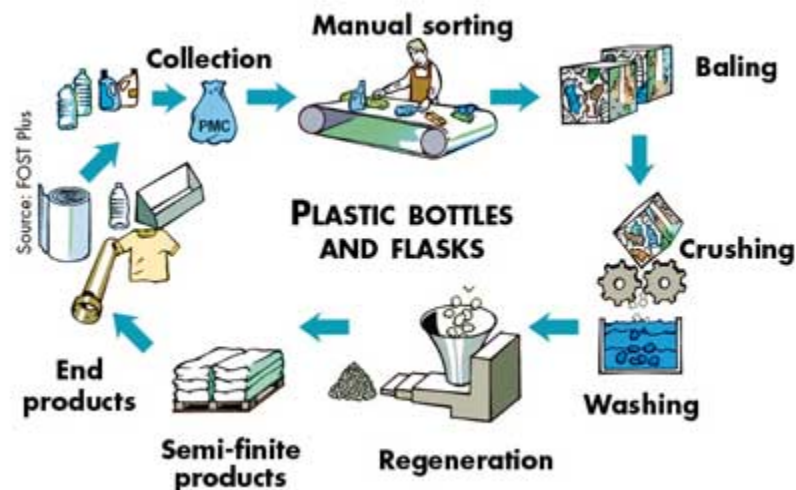 Manual sorting
Collection
Baling
PMC
Source: FOST Plus
PLASTIC BOTTLES
AND FLASKS
Crushing
End
products
Washing
Semi-finite
products
Regeneration